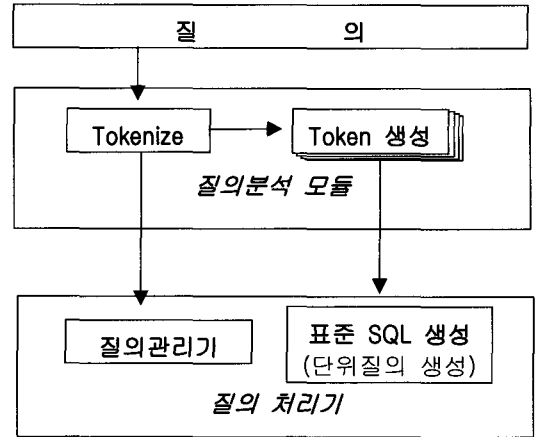 질 의
Tokenize
Token 생성
질의분석 모듈
질의관리기
표준 SQL 생성
(단위질의 생성)
질의 처리기